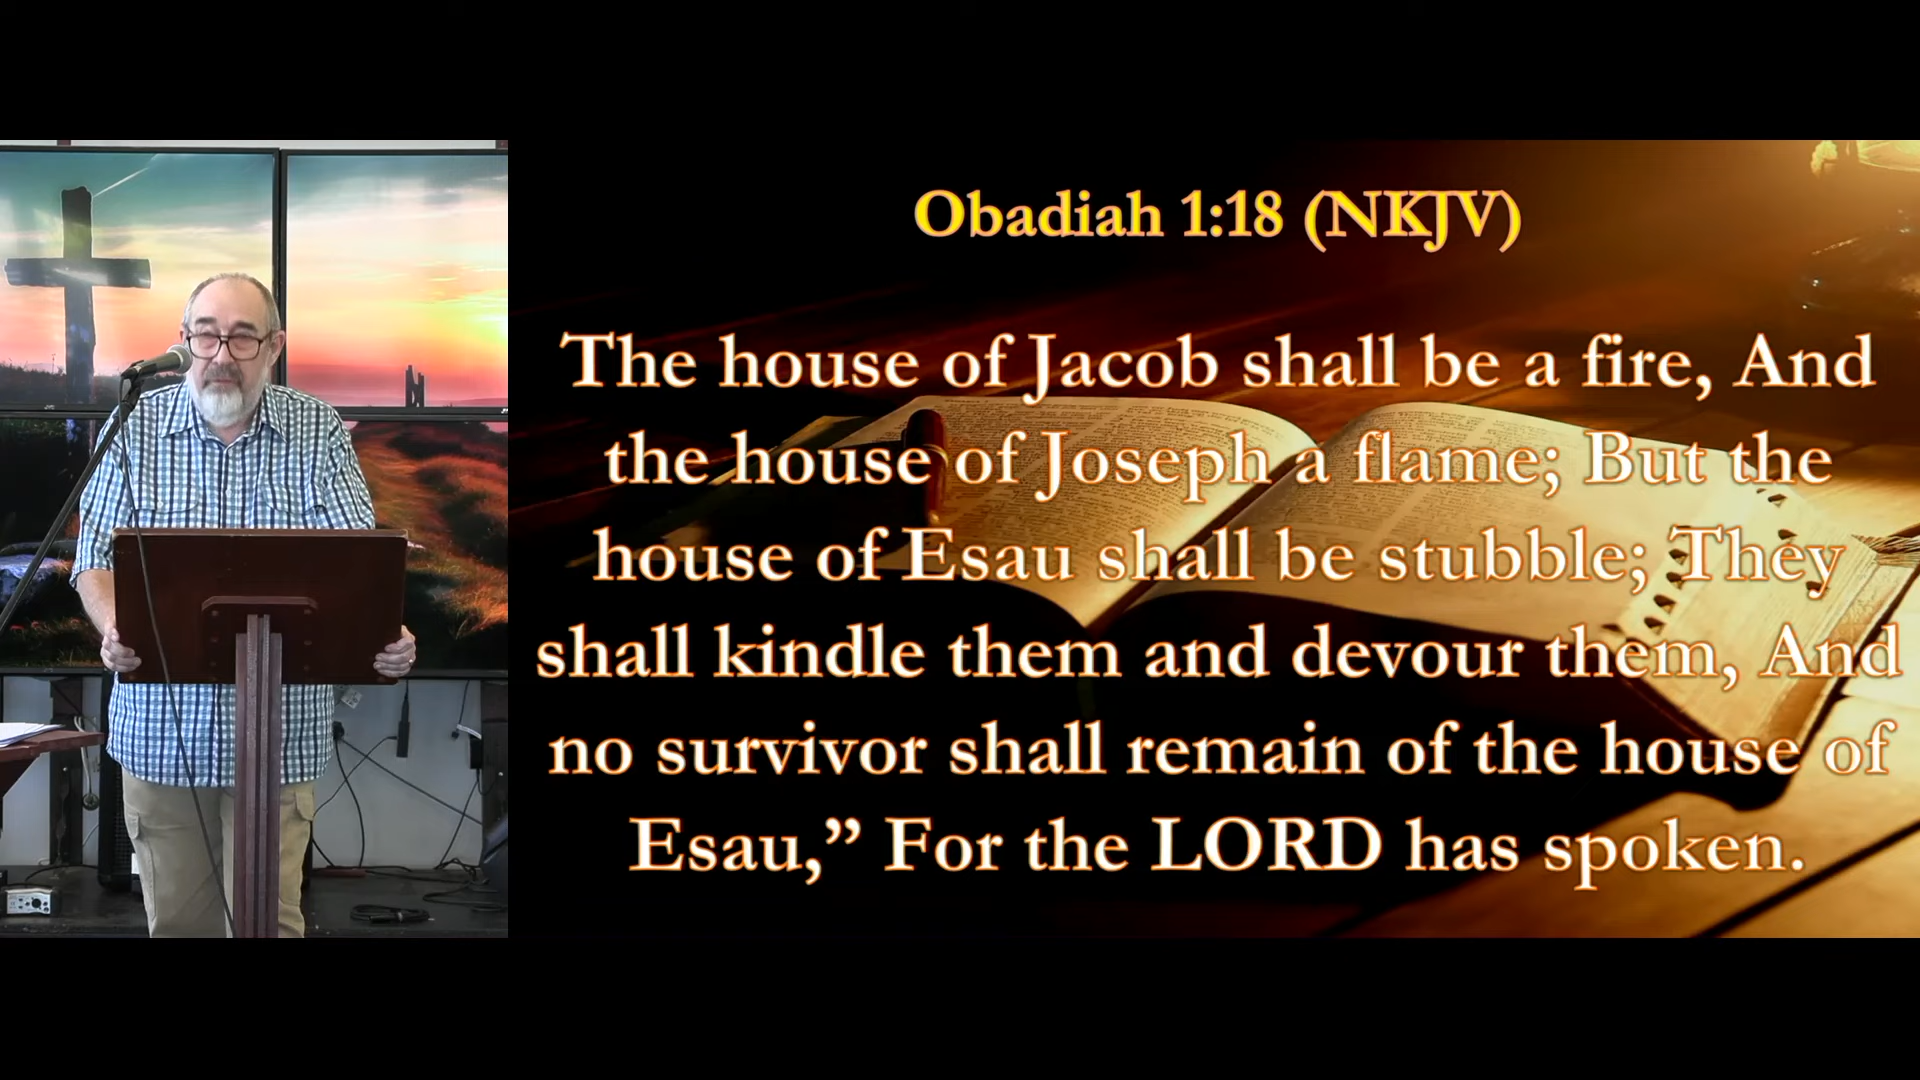 Obadiah 1:18 (NKJV)
The house of Jacob shall be a fire, And
the house of Joseph a flame; But the
house of Esau shall be stubble; They
shall kindle them and devour them, And
no survivor shall remain of the house of
Esau,” For the LORD has spoken.